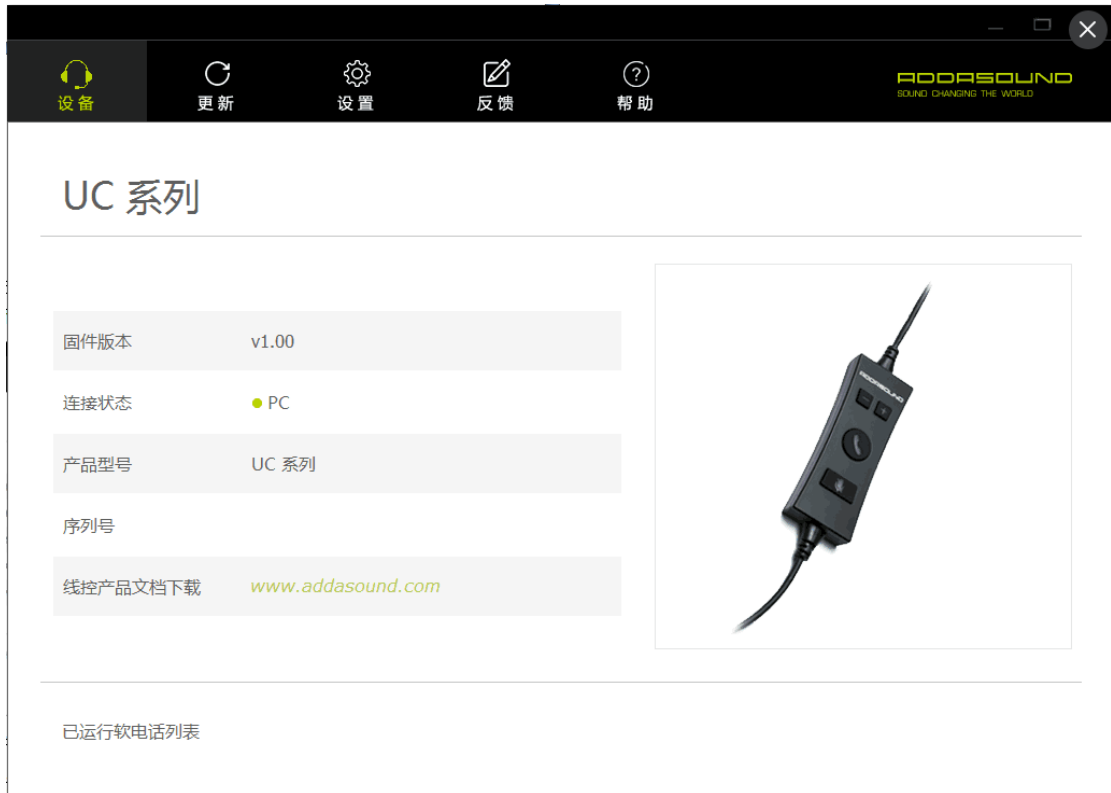 设备
更新
设置
反馈
帮助
ADDASOUND
SOUND CHANGING THE WORLD
UC 系列
固件版本 v1.00
连接状态 PC
产品型号 UC 系列
序列号
线控产品文档下载 www.addasound.com
ADDASOUND
已运行软电话列表